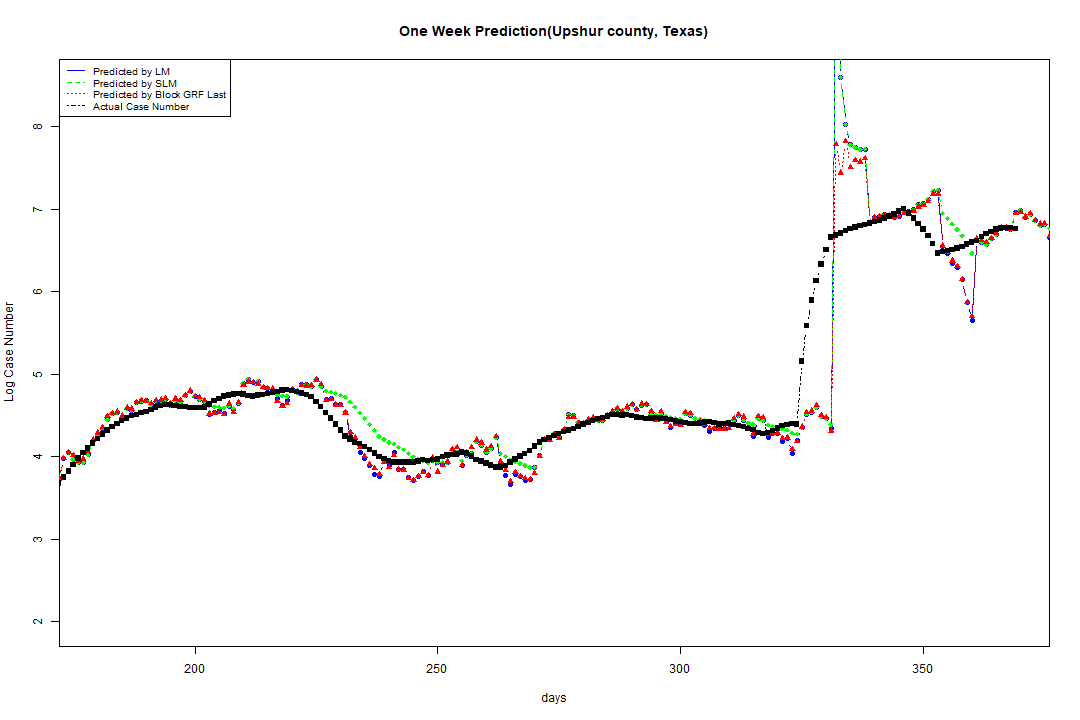 One Week Prediction(Upshur county, Texas)
Predicted by LM
Predicted by SLM
Predicted by Block GRF Last
Actual Case Number
8
7
6
5
4
3
2
Log Case Number
200
250
300
350
days